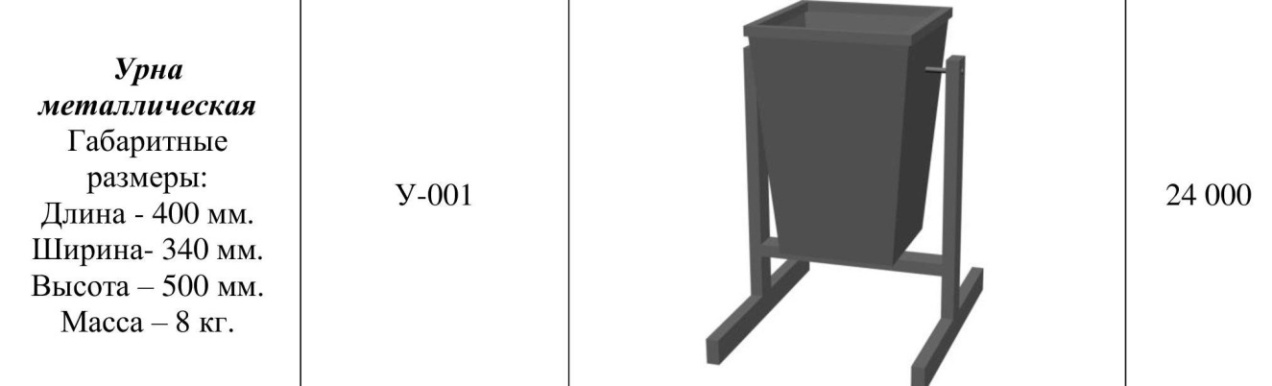 Урна
металлическая
Габаритные
размеры:
Длина - 400 мм.
Ширина- 340 мм.
Высота – 500 мм.
Масса – 8 кг.
У-001
24 000